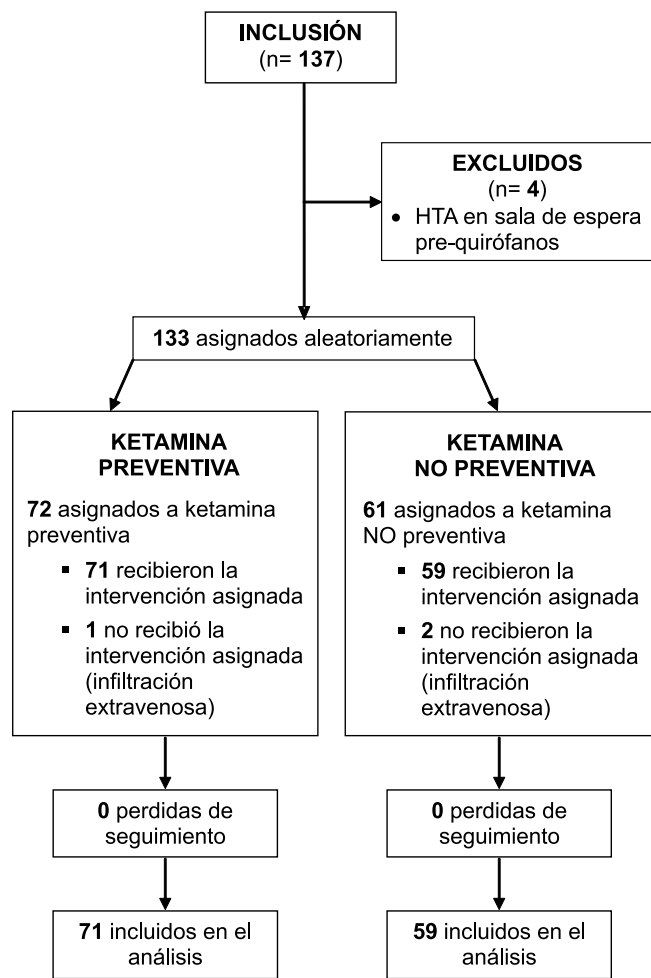 INCLUSIÓN
(n= 137)
EXCLUIDOS
(n= 4)
• HTA en sala de espera
pre-quirófanos
133 asignados aleatoriamente
KETAMINA
PREVENTIVA
72 asignados a ketamina
preventiva
▪ 71 recibieron la
intervención asignada
▪ 1 no recibió la
intervención asignada
(infiltración
extravenosa)
KETAMINA
NO PREVENTIVA
61 asignados a ketamina
NO preventiva
▪ 59 recibieron la
intervención asignada
▪ 2 no recibieron la
intervención asignada
(infiltración
extravenosa)
0 perdidas de
seguimiento
0 perdidas de
seguimiento
71 incluidos en el
análisis
59 incluidos en el
análisis